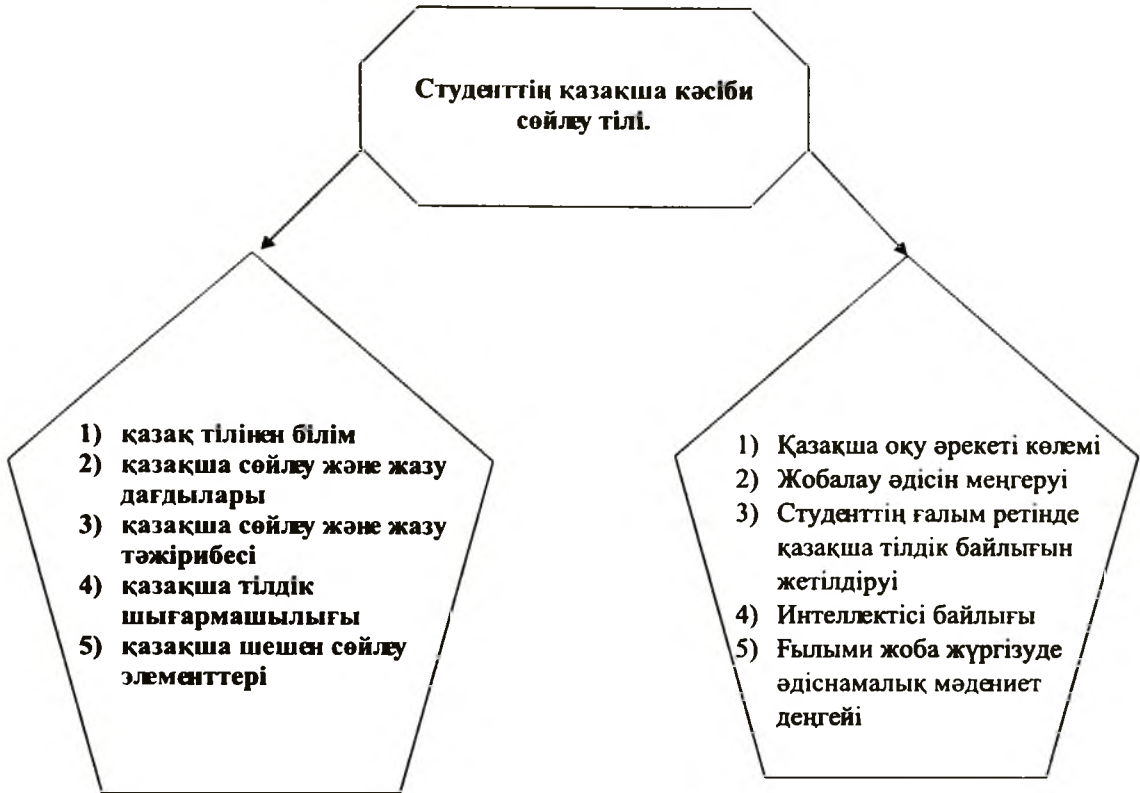 Студенттің қазақша кәсіби
сөйлеу тілі.
1) қазақ тілінен білім
2) қазақша сөйлеу және жазу
дағдылары
3) қазақша сөйлеу және жазу
тәжірибесі
4) қазақша тілдік
шығармашылығы
5) қазақша шешен сөйлеу
элементтері
1) Қазақша оқу әрекеті көлемі
2) Жобалау әдісін меңгеруі
3) Студенттің ғалым ретінде
қазақша тілдік байлығын
жетілдіруі
4) Интеллектісі байлығы
5) Ғылыми жоба жүргізуде
әдіснамалық мәдениет
деңгейі